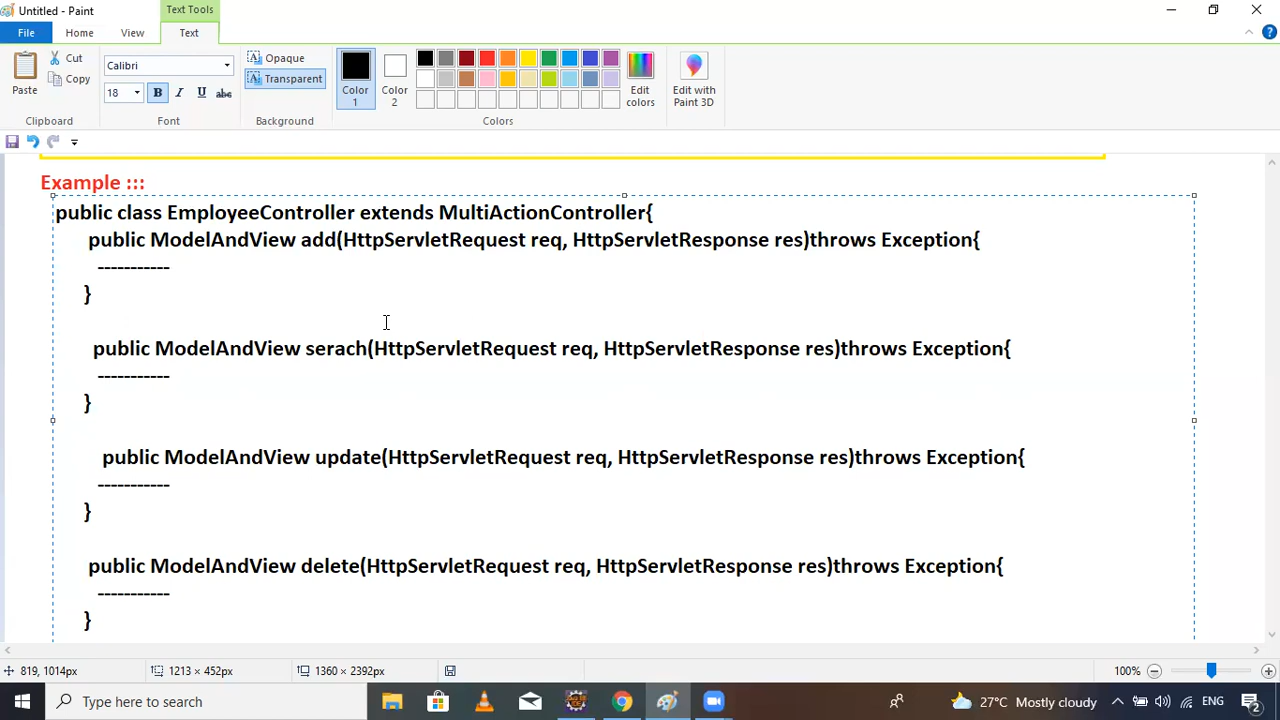 Untitled - Paint
Text Tools
File
Home
View
Text
Paste
Cut
Copy
Clipboard
Calibri
18
B
I
U
abc
Font
Opaque
Transparent
Background
Color 1
Color 2
Edit colors
Colors
Edit with Paint 3D
Example :::
public class EmployeeController extends MultiActionController{
public ModelAndView add(HttpServletRequest req, HttpServletResponse res)throws Exception{
-----------
}
public ModelAndView serach(HttpServletRequest req, HttpServletResponse res)throws Exception{
-----------
}
public ModelAndView update(HttpServletRequest req, HttpServletResponse res)throws Exception{
-----------
}
public ModelAndView delete(HttpServletRequest req, HttpServletResponse res)throws Exception{
-----------
}
819, 1014px
1213 × 452px
1360 × 2392px
100%
Type here to search
27°C Mostly cloudy
ENG
2